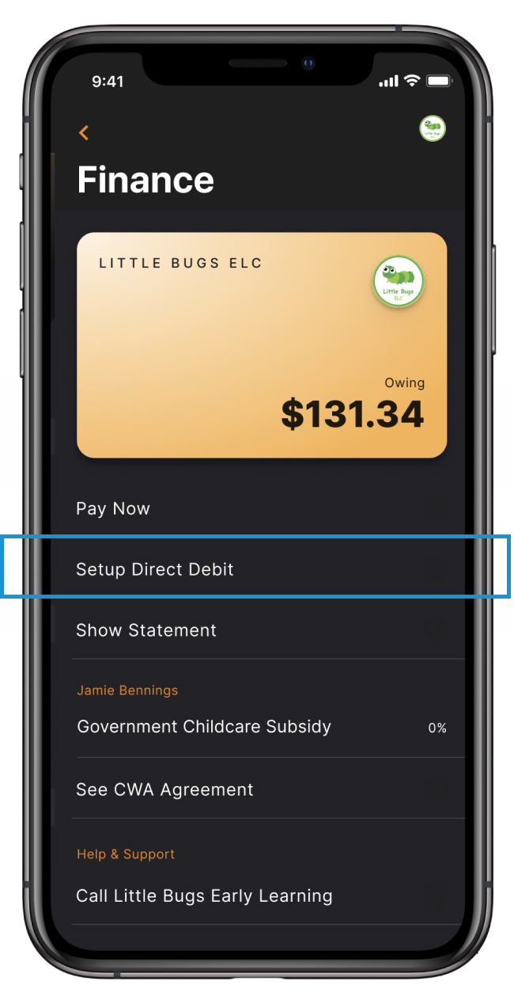 9:41
Finance
LITTLE BUGS ELC
Little Bugs
ELC
Owing
$131.34
Pay Now
Setup Direct Debit
Show Statement
Jamie Bennings
Government Childcare Subsidy 0%
See CWA Agreement
Help & Support
Call Little Bugs Early Learning